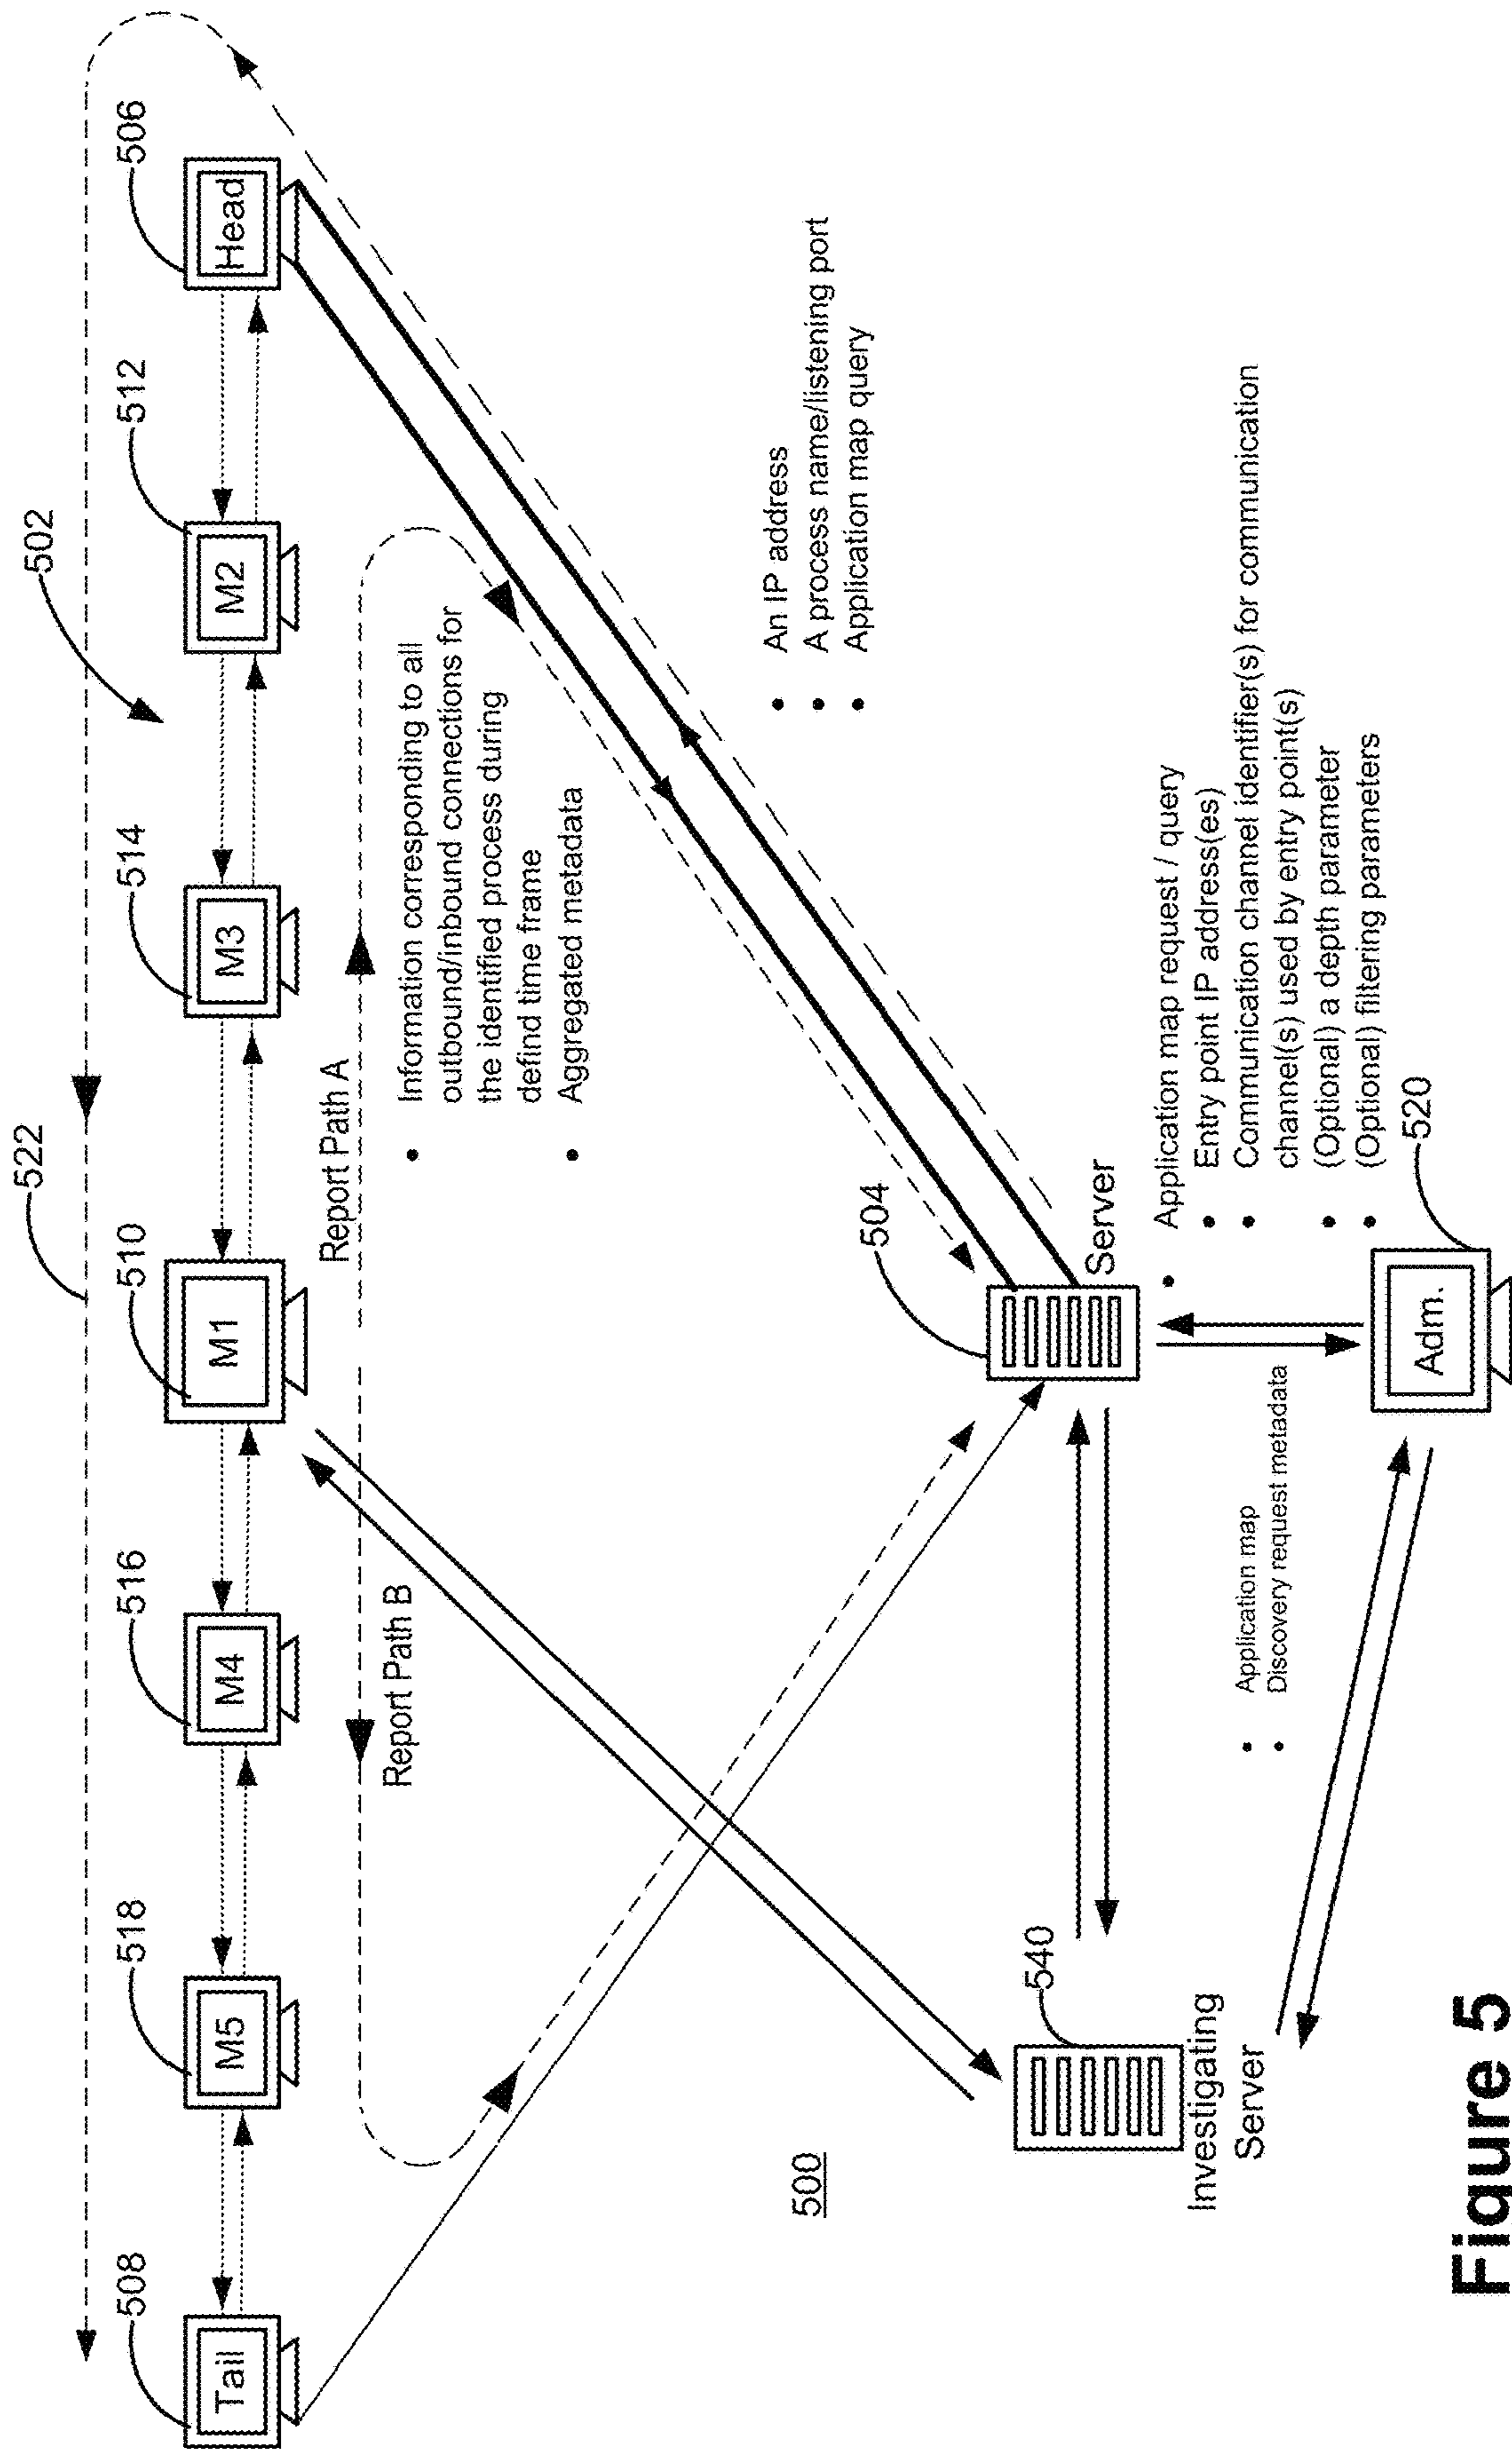 522
502
508
518
516
510
514
512
506
Tail
M5
M4
M1
M3
M2
Head
Report Path B
Report Path A
• Information corresponding to all
outbound/inbound connections for
the identified process during
defind time frame
• Aggregated metadata
• An IP address
• A process name/listening port
• Application map query
500
504
Server
540
Investigating
Server
• Application map request / query
• Entry point IP address(es)
• Communication channel identifier(s) for communication
channel(s) used by entry point(s)
• (Optional) a depth parameter
• (Optional) filtering parameters
• Application map
• Discovery request metadata
520
Adm.
Figure 5